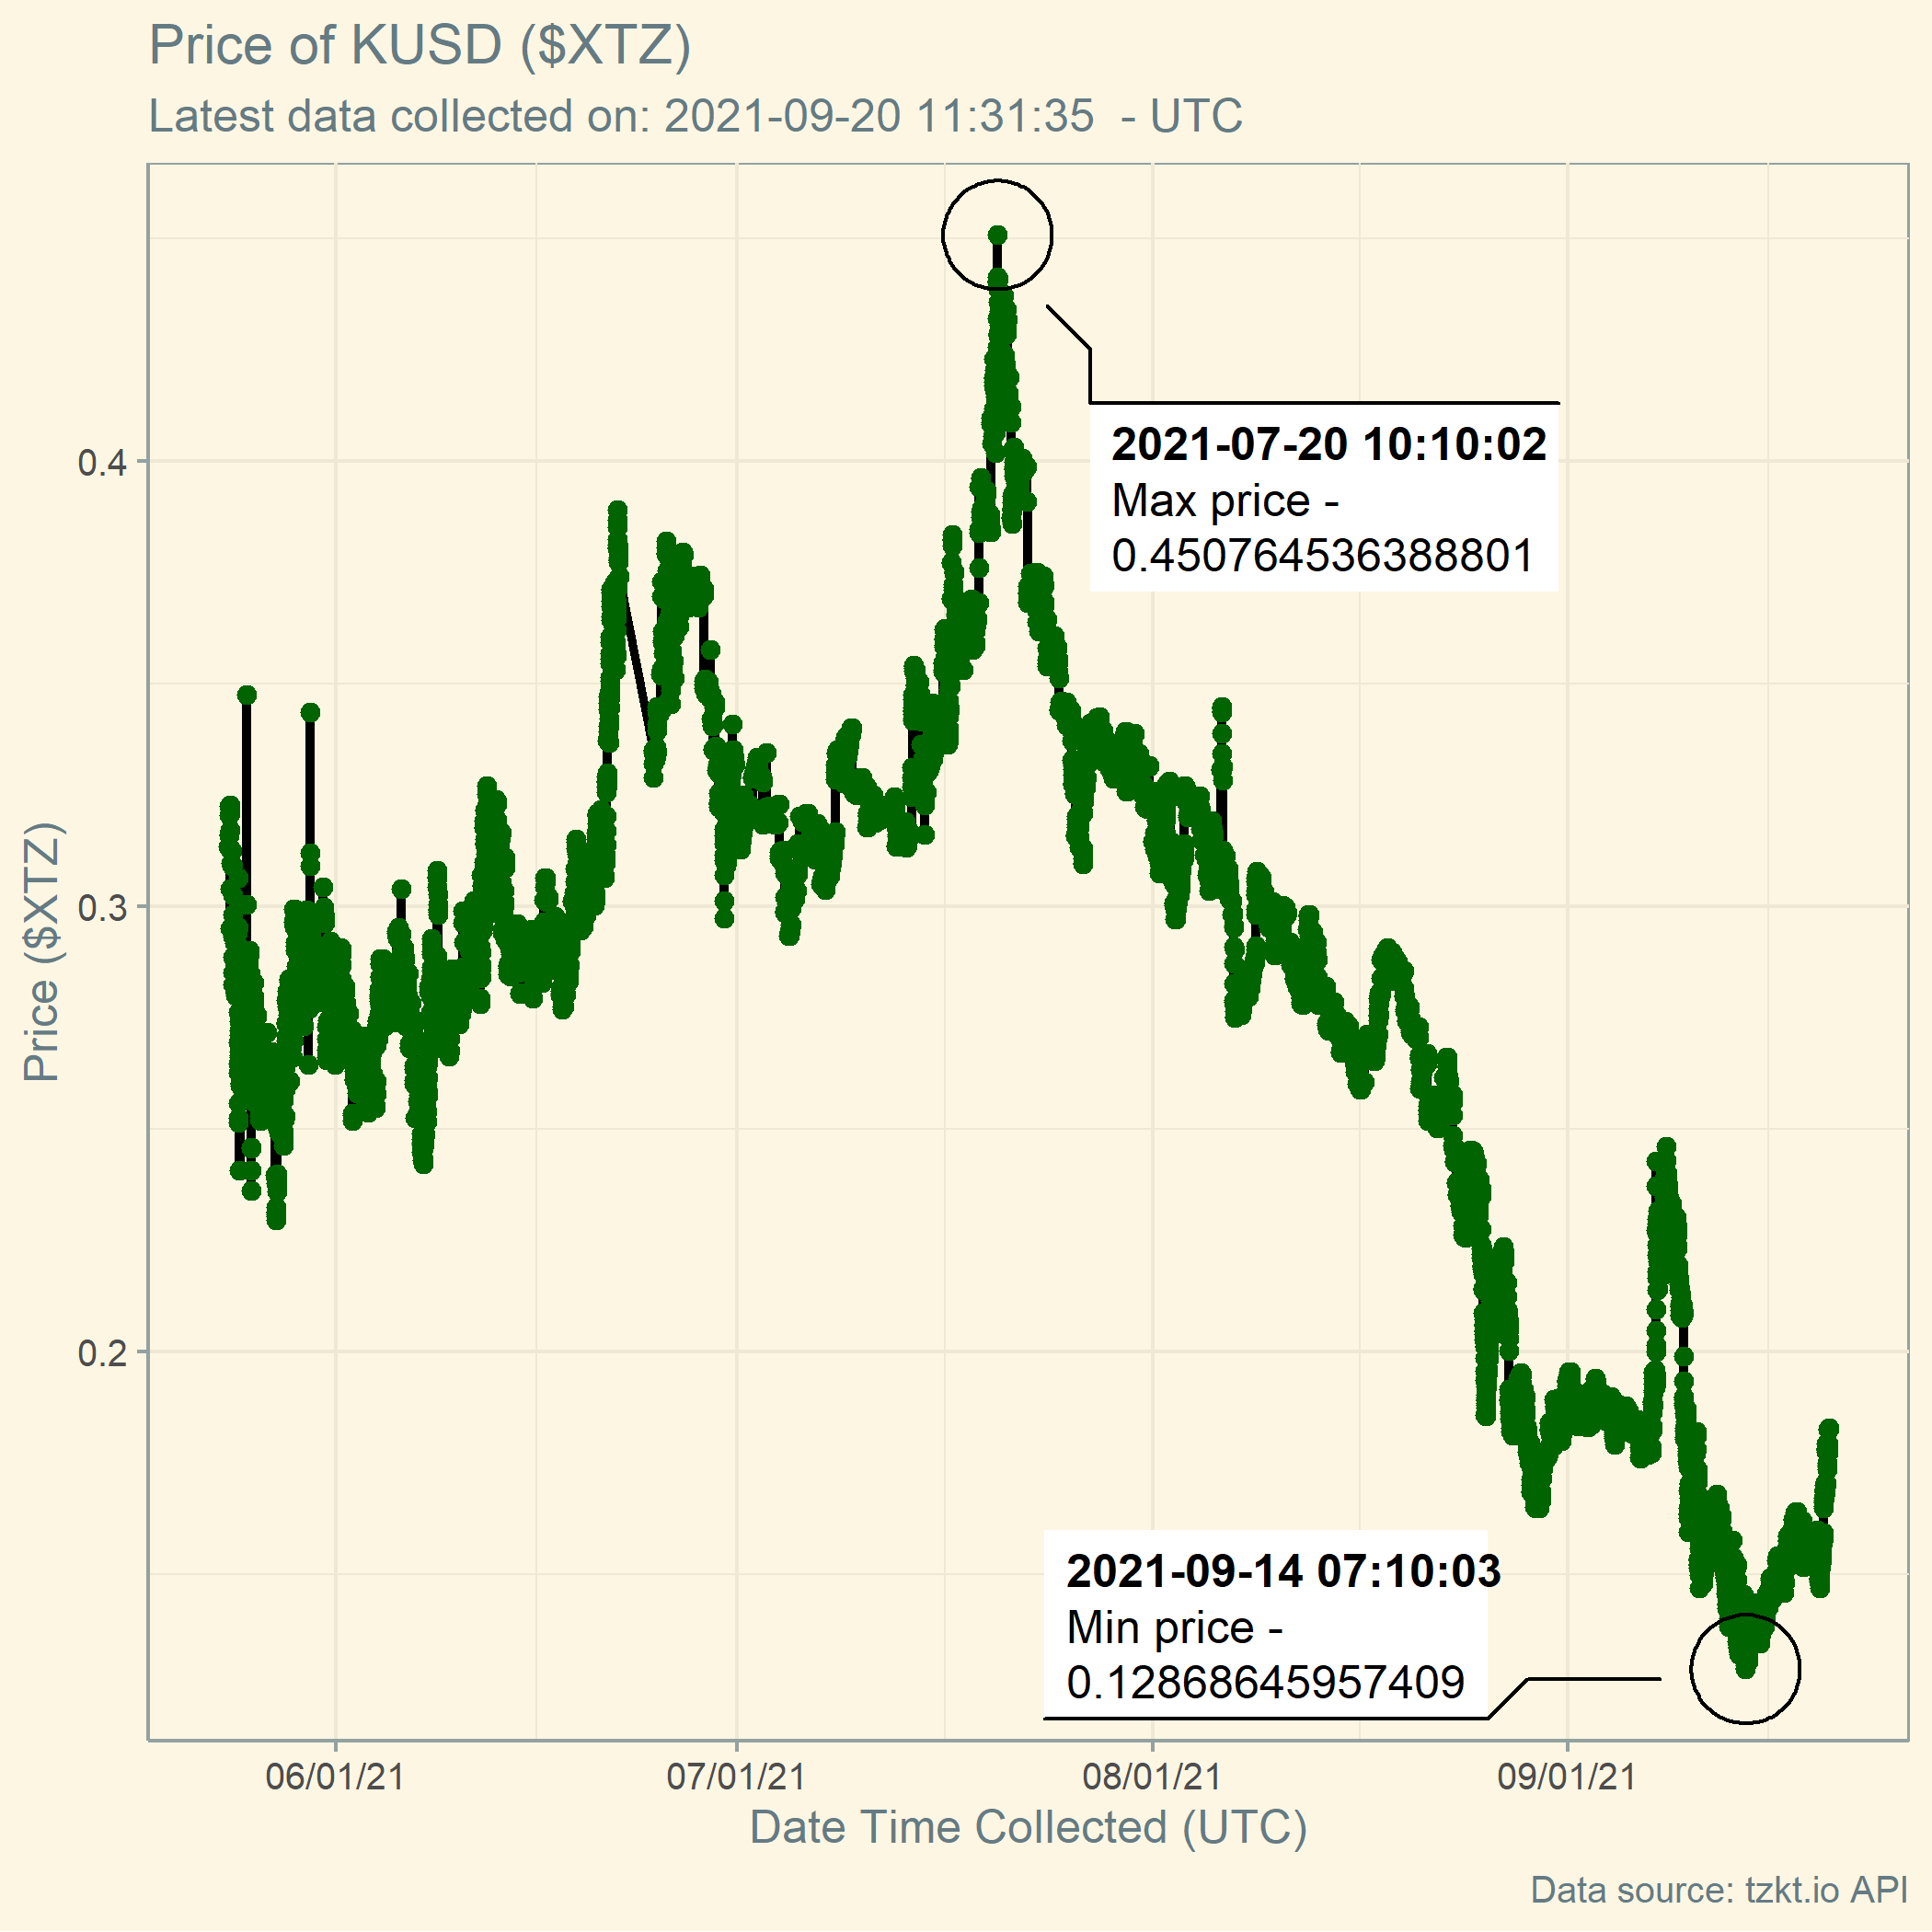 Price of KUSD ($XTZ)
Latest data collected on: 2021-09-20 11:31:35  - UTC
2021-07-20 10:10:02
Max price -
0.450764536388801
0.4
0.3
0.2
Price ($XTZ)
2021-09-14 07:10:03
Min price -
0.12868645957409
06/01/21 07/01/21 08/01/21 09/01/21
Date Time Collected (UTC)
Data source: tzkt.io API